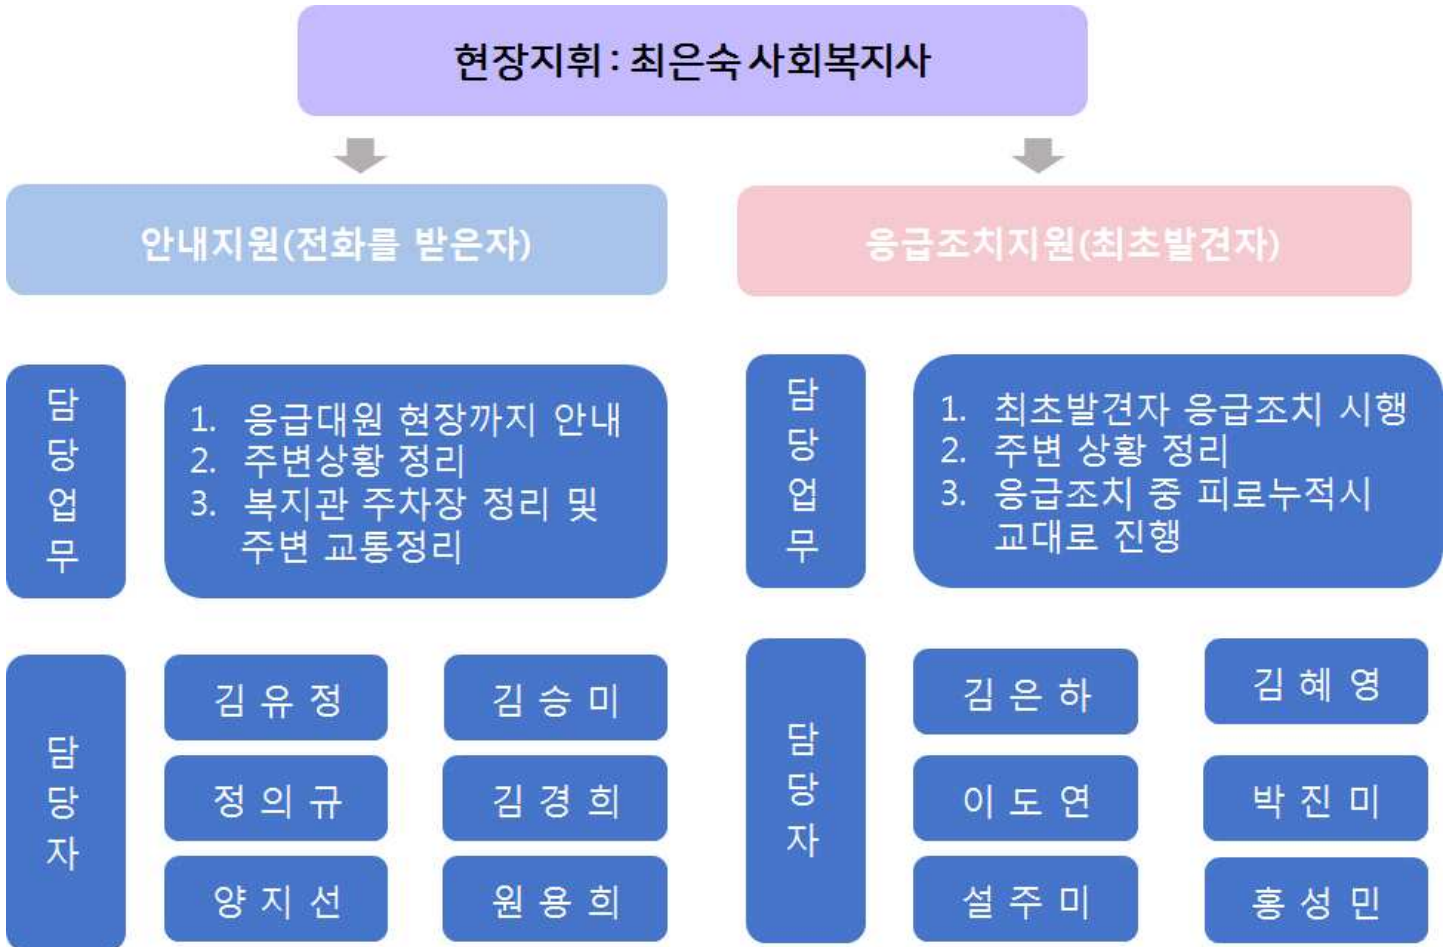 현장지휘 : 최은숙 사회복지사
안내지원(전화를 받은자)
담당업무
1. 응급대원 현장까지 안내
2. 주변상황 정리
3. 복지관 주차장 정리 및
주변 교통정리
담당자
김 유 정
김 승 미
정 의 규
김 경 희
양 지 선
원 용 희
응급조치지원(최초발견자)
담당업무
1. 최초발견자 응급조치 시행
2. 주변 상황 정리
3. 응급조치 중 피로누적시
교대로 진행
담당자
김 은 하
김 혜 영
이 도 연
박 진 미
설 주 미
홍 성 민